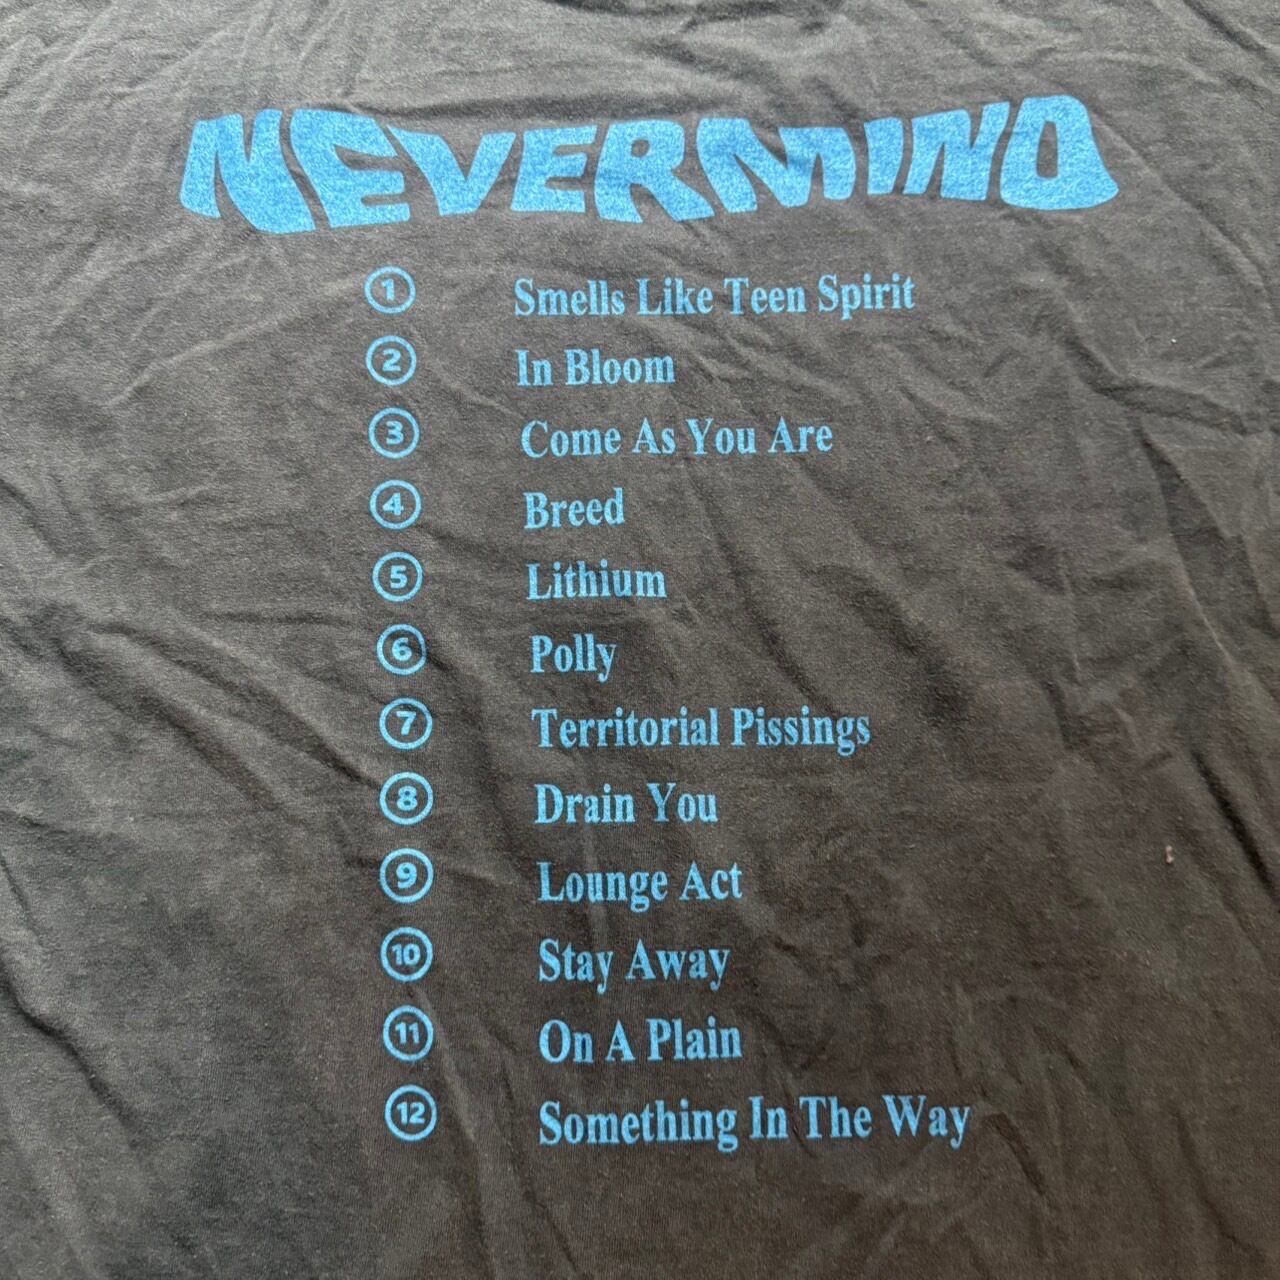 NEVERMIND
1 Smells Like Teen Spirit
2 In Bloom
3 Come As You Are
4 Breed
5 Lithium
6 Polly
7 Territorial Pissings
8 Drain You
9 Lounge Act
10 Stay Away
11 On A Plain
12 Something In The Way